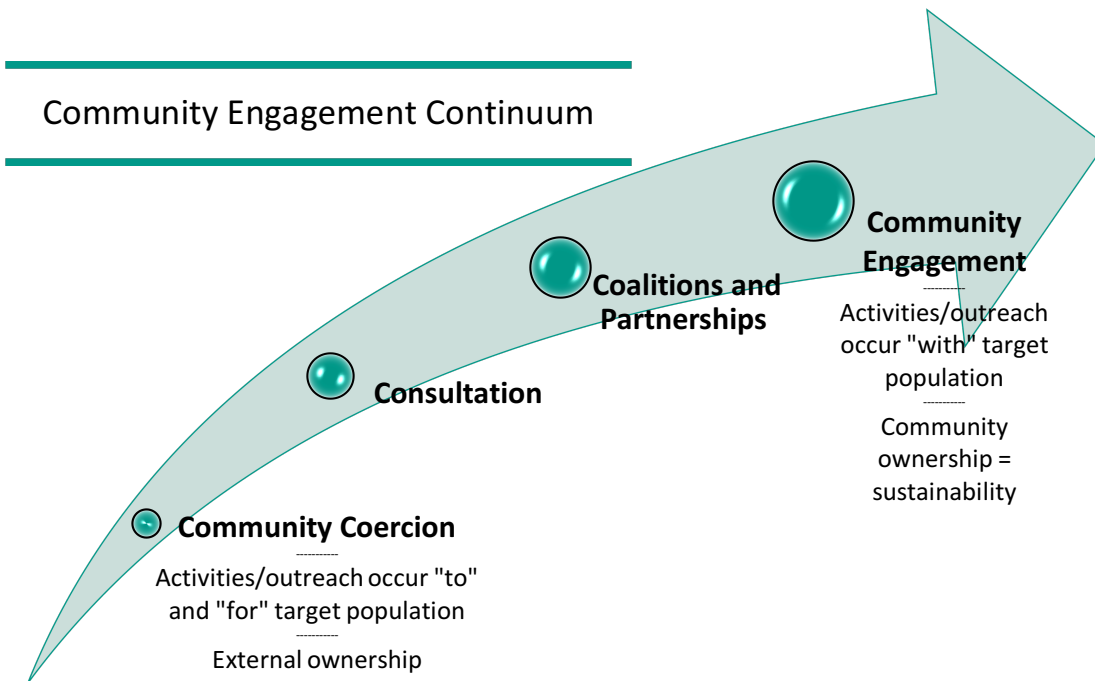 Community Engagement Continuum
Community
Engagement
-----------
Activities/outreach
occur "with" target
population
-----------
Community
ownership =
sustainability
Coalitions and
Partnerships
Consultation
Community Coercion
-----------
Activities/outreach occur "to"
and "for" target population
-----------
External ownership